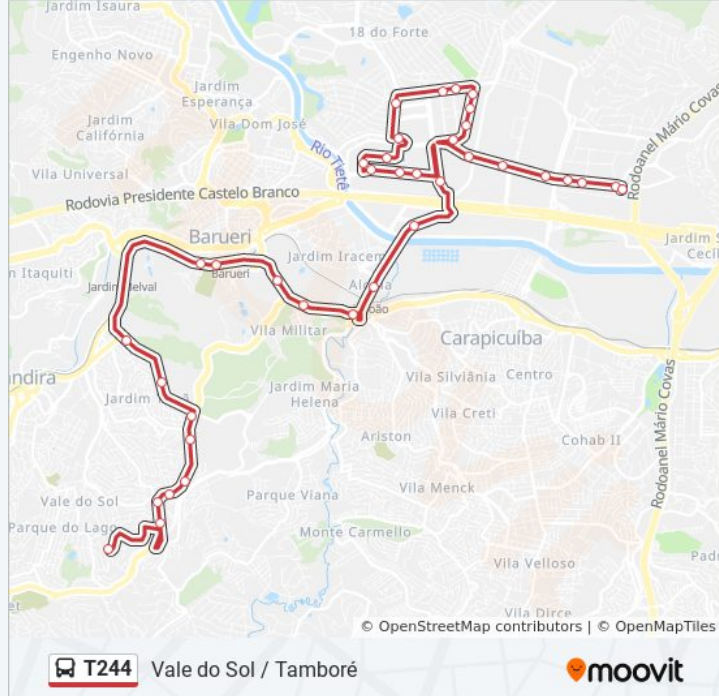 Jardim Isaura
18 do Forte
Engenho Novo
Jardim
Esperança
Jardim
Califórnia
Vila Dom José
Rio Tietê
Rodoanel Mário Covas
Vila Universal
Rodovia Presidente Castelo Branco
Barueri
Jardim S
Cecíl
Jardim Iracem
m Itaquiti
Barueri
Jardim Belval
Al
João
Vila Militar
Carapicuíba
Vila Silviânia
Centro
ndira
Jardim Maria
Helena
Jardim
Vila Creti
Rodoanel Mário Covas
Ariston
Cohab II
Vale do Sol
Parque Viana
Vila Menck
Parque do Lago
Monte Carmello
Vila Velloso
Padr
et
Vila Dirce
© OpenStreetMap contributors | © OpenMapTiles
T244 Vale do Sol / Tamboré
moovit